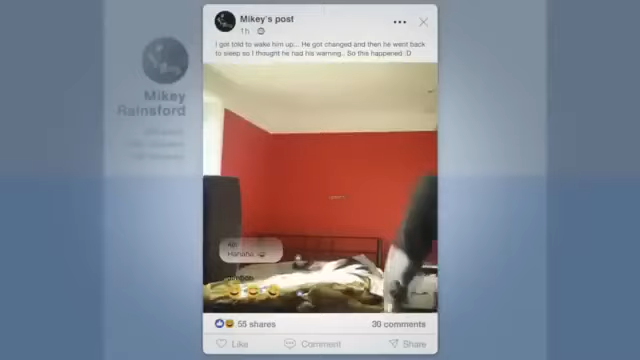 Mikey's post
1h
I got told to wake him up... He got changed and then he went back
to sleep so I thought he had his warning.. So this happened :D
Mikey
Rainsford
Hahaha
55 shares
30 comments
Like
Comment
Share